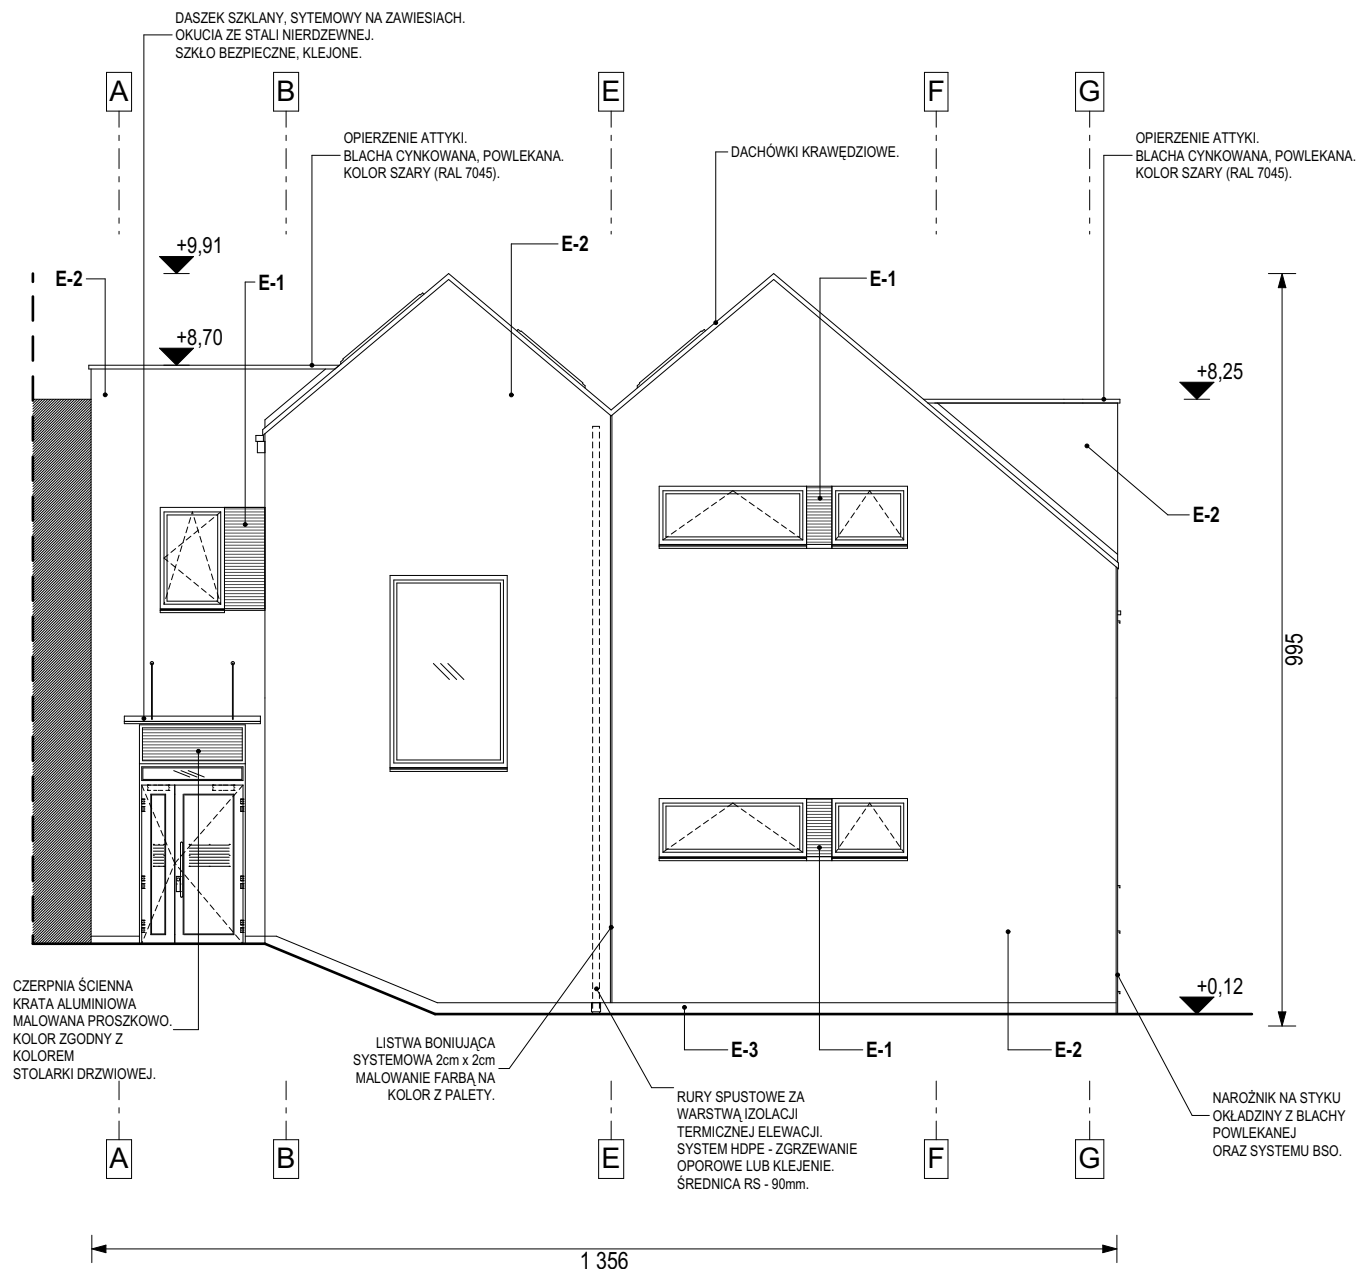 DASZEK SZKLANY, SYTEMOWY NA ZAWIESIACH.
OKUCIA ZE STALI NIERDZEWNEJ.
SZKŁO BEZPIECZNE, KLEJONE.
A
B
E
F
G
OPIERZENIE ATTYKI.
BLACHA CYNKOWANA, POWLEKANA.
KOLOR SZARY (RAL 7045).
DACHÓWKI KRAWĘDZIOWE.
OPIERZENIE ATTYKI.
BLACHA CYNKOWANA, POWLEKANA.
KOLOR SZARY (RAL 7045).
+9,91
E-2
E-2
E-1
E-1
+8,70
+8,25
E-2
995
+0,12
CZERPNIA ŚCIENNA
KRATA ALUMINIOWA
MALOWANA PROSZKOWO.
KOLOR ZGODNY Z
KOLOREM
STOLARKI DRZWIOWEJ.
LISTWA BONIUJĄCA
SYSTEMOWA 2cm x 2cm
MALOWANIE FARBĄ NA
KOLOR Z PALETY.
E-3
E-1
E-2
RURY SPUSTOWE ZA
WARSTWĄ IZOLACJI
TERMICZNEJ ELEWACJI.
SYSTEM HDPE - ZGRZEWANIE
OPOROWE LUB KLEJENIE.
ŚREDNICA RS - 90mm.
NAROŻNIK NA STYKU
OKŁADZINY Z BLACHY
POWLEKANEJ
ORAZ SYSTEMU BSO.
A
B
E
F
G
1 356